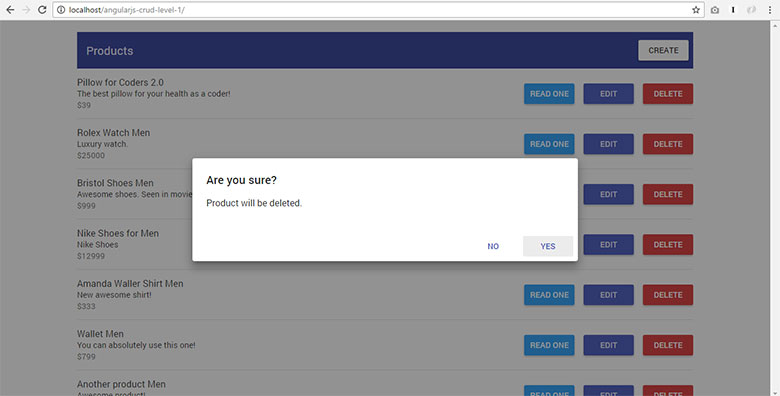 localhost/angularjs-crud-level-1/
Products
CREATE
Pillow for Coders 2.0
The best pillow for your health as a coder!
$39
READ ONE EDIT DELETE
Rolex Watch Men
Luxury watch.
$25000
READ ONE EDIT DELETE
Bristol Shoes Men
Awesome shoes. Seen in movie
$999
EDIT DELETE
Nike Shoes for Men
Nike Shoes
$12999
EDIT DELETE
Are you sure?
Product will be deleted.
NO YES
Amanda Waller Shirt Men
New awesome shirt!
$333
READ ONE EDIT DELETE
Wallet Men
You can absolutely use this one!
$799
READ ONE EDIT DELETE
Another product Men
Awesome product!
READ ONE EDIT DELETE